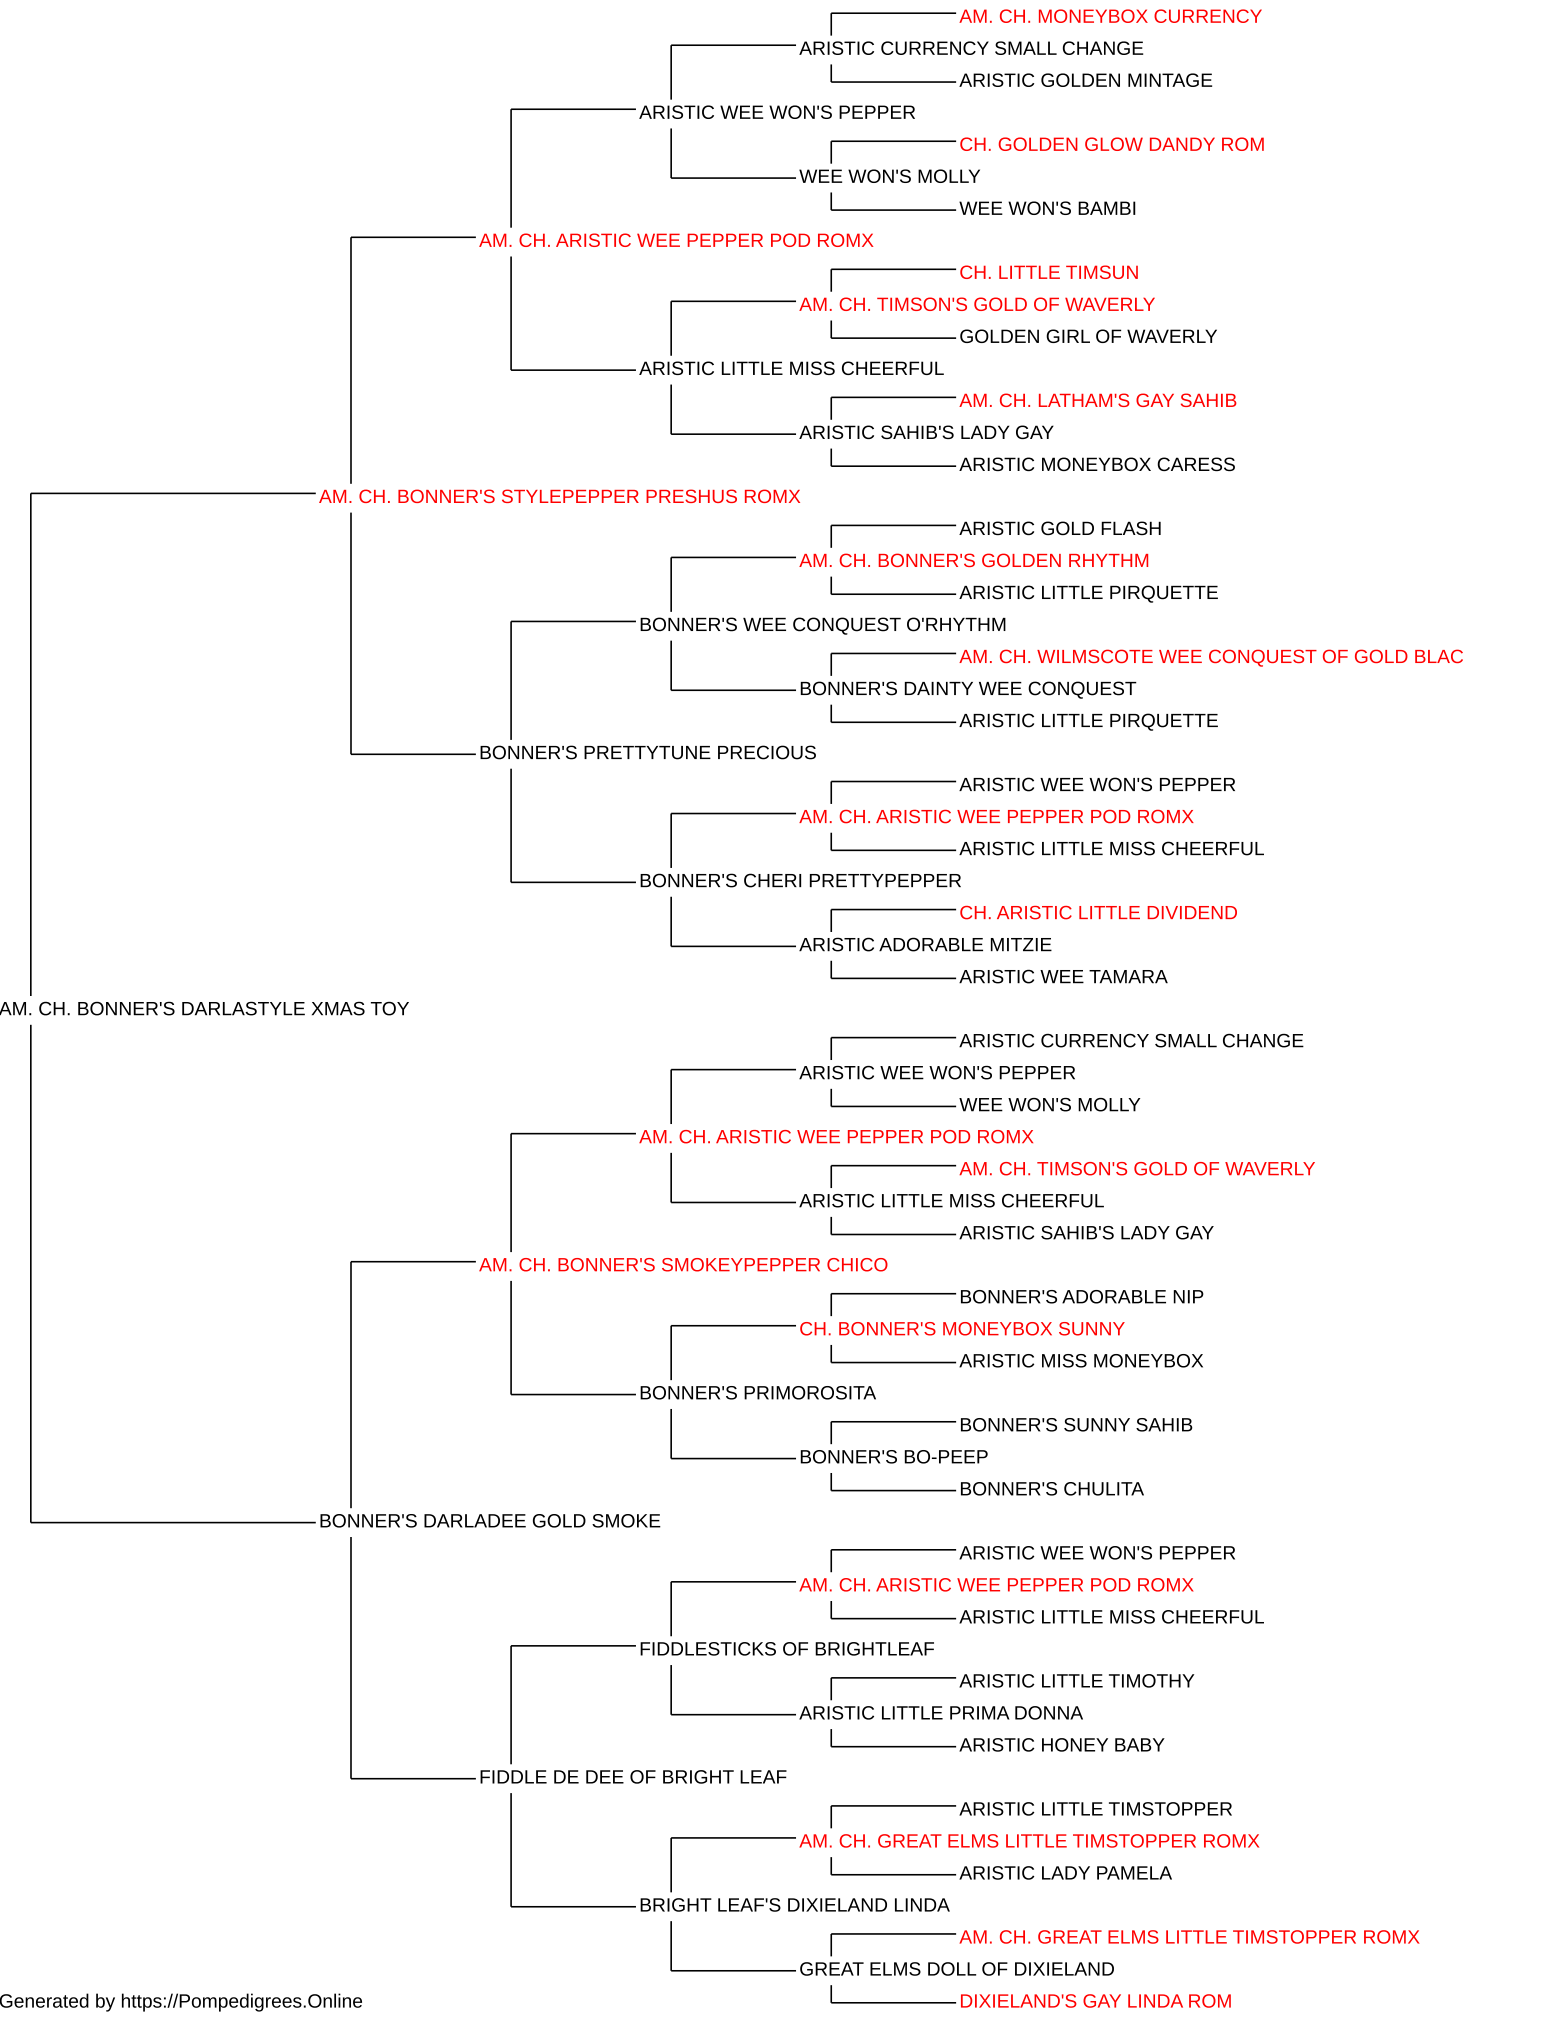 AM. CH. MONEYBOX CURRENCY
ARISTIC CURRENCY SMALL CHANGE
ARISTIC GOLDEN MINTAGE
ARISTIC WEE WON'S PEPPER
CH. GOLDEN GLOW DANDY ROM
WEE WON'S MOLLY
WEE WON'S BAMBI
AM. CH. ARISTIC WEE PEPPER POD ROMX
CH. LITTLE TIMSUN
AM. CH. TIMSON'S GOLD OF WAVERLY
GOLDEN GIRL OF WAVERLY
ARISTIC LITTLE MISS CHEERFUL
AM. CH. LATHAM'S GAY SAHIB
ARISTIC SAHIB'S LADY GAY
ARISTIC MONEYBOX CARESS
AM. CH. BONNER'S STYLEPEPPER PRESHUS ROMX
ARISTIC GOLD FLASH
AM. CH. BONNER'S GOLDEN RHYTHM
ARISTIC LITTLE PIRQUETTE
BONNER'S WEE CONQUEST O'RHYTHM
AM. CH. WILMSCOTE WEE CONQUEST OF GOLD BLAC
BONNER'S DAINTY WEE CONQUEST
ARISTIC LITTLE PIRQUETTE
BONNER'S PRETTYTUNE PRECIOUS
ARISTIC WEE WON'S PEPPER
AM. CH. ARISTIC WEE PEPPER POD ROMX
ARISTIC LITTLE MISS CHEERFUL
BONNER'S CHERI PRETTYPEPPER
CH. ARISTIC LITTLE DIVIDEND
ARISTIC ADORABLE MITZIE
ARISTIC WEE TAMARA
AM. CH. BONNER'S DARLASTYLE XMAS TOY
ARISTIC CURRENCY SMALL CHANGE
ARISTIC WEE WON'S PEPPER
WEE WON'S MOLLY
AM. CH. ARISTIC WEE PEPPER POD ROMX
AM. CH. TIMSON'S GOLD OF WAVERLY
ARISTIC LITTLE MISS CHEERFUL
ARISTIC SAHIB'S LADY GAY
AM. CH. BONNER'S SMOKEYPEPPER CHICO
BONNER'S ADORABLE NIP
CH. BONNER'S MONEYBOX SUNNY
ARISTIC MISS MONEYBOX
BONNER'S PRIMOROSITA
BONNER'S SUNNY SAHIB
BONNER'S BO-PEEP
BONNER'S CHULITA
BONNER'S DARLADEE GOLD SMOKE
ARISTIC WEE WON'S PEPPER
AM. CH. ARISTIC WEE PEPPER POD ROMX
ARISTIC LITTLE MISS CHEERFUL
FIDDLESTICKS OF BRIGHTLEAF
ARISTIC LITTLE TIMOTHY
ARISTIC LITTLE PRIMA DONNA
ARISTIC HONEY BABY
FIDDLE DE DEE OF BRIGHT LEAF
ARISTIC LITTLE TIMSTOPPER
AM. CH. GREAT ELMS LITTLE TIMSTOPPER ROMX
ARISTIC LADY PAMELA
BRIGHT LEAF'S DIXIELAND LINDA
AM. CH. GREAT ELMS LITTLE TIMSTOPPER ROMX
GREAT ELMS DOLL OF DIXIELAND
DIXIELAND'S GAY LINDA ROM
Generated by https://Pompedigrees.Online